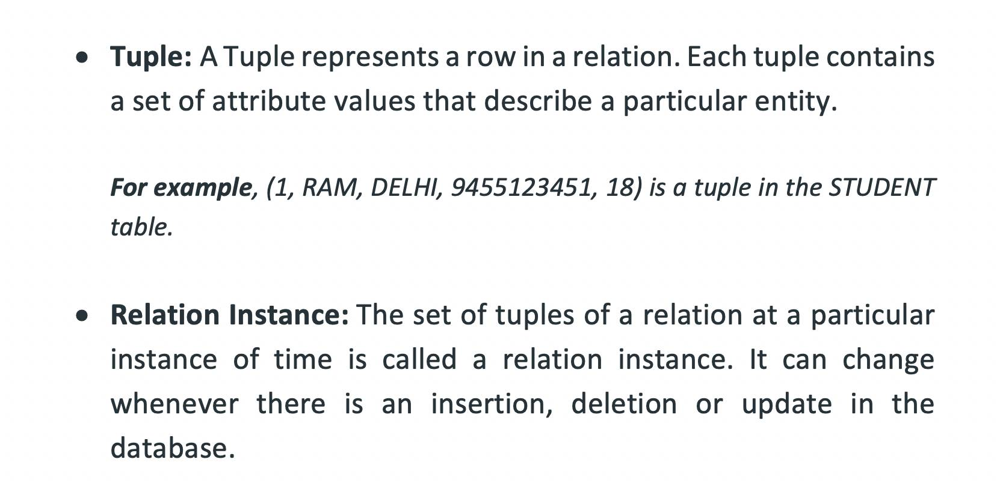 • Tuple: A Tuple represents a row in a relation. Each tuple contains
a set of attribute values that describe a particular entity.
For example, (1, RAM, DELHI, 9455123451, 18) is a tuple in the STUDENT
table.
• Relation Instance: The set of tuples of a relation at a particular
instance of time is called a relation instance. It can change
whenever there is an insertion, deletion or update in the
database.